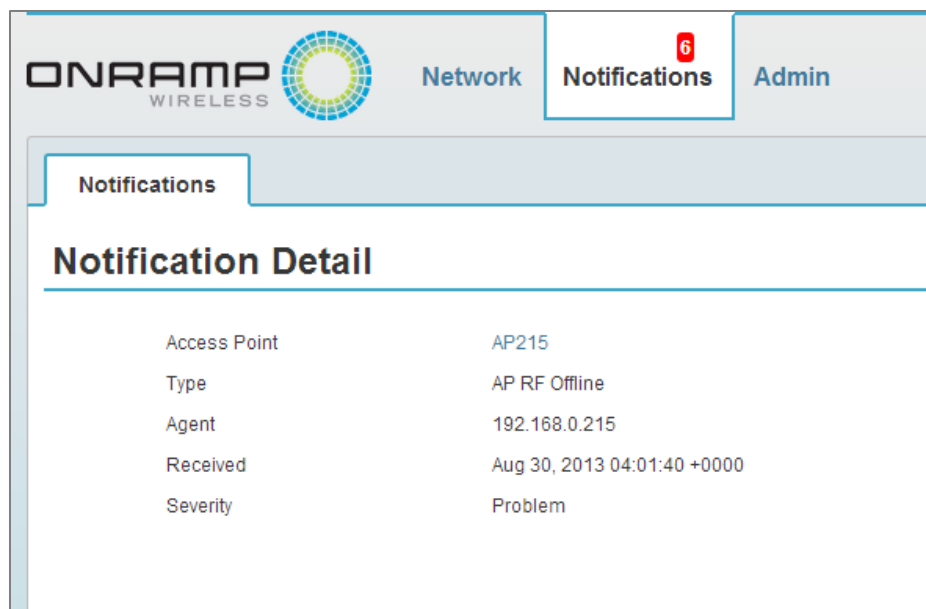 ONRAMP
WIRELESS
Network
Notifications
6
Admin
Notifications
Notification Detail
Access Point AP215
Type AP RF Offline
Agent 192.168.0.215
Received Aug 30, 2013 04:01:40 +0000
Severity Problem